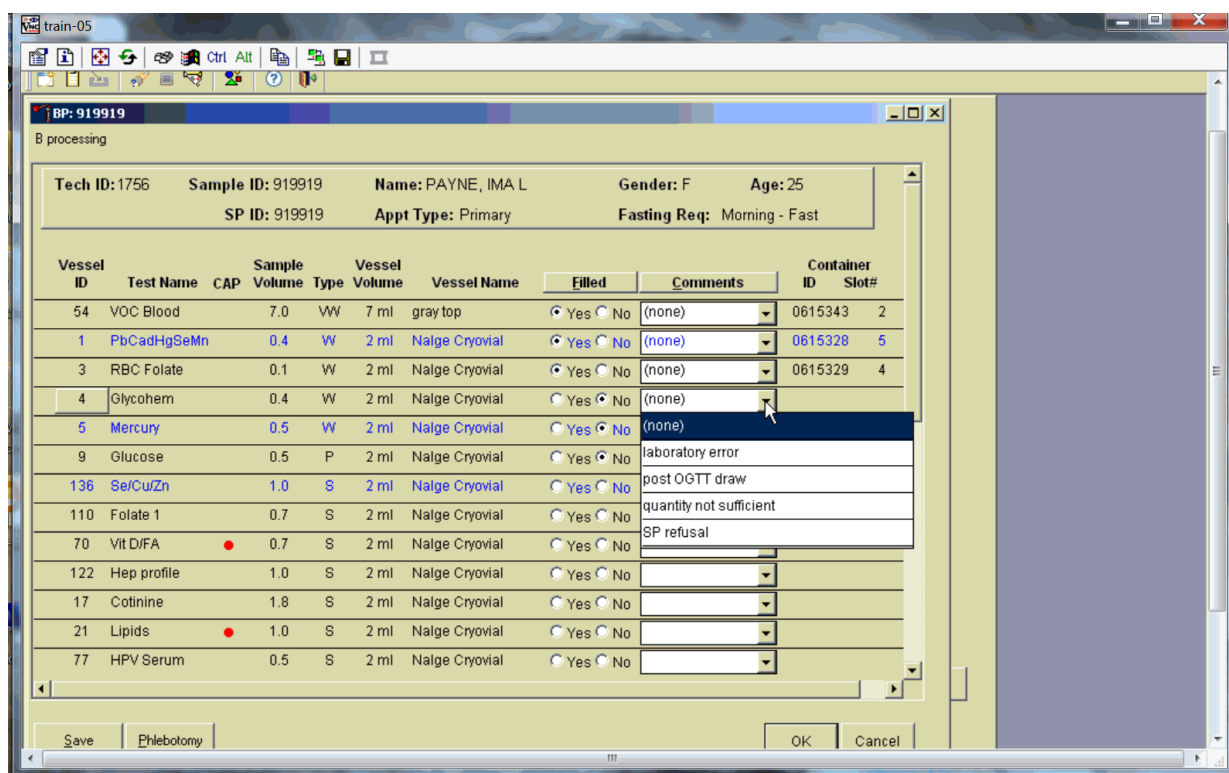 train-05
Ctrl Alt
BP: 919919
B processing
Tech ID: 1756 Sample ID: 919919 Name: PAYNE, IMA L Gender: F Age: 25
SP ID: 919919 Appt Type: Primary Fasting Req: Morning - Fast
Vessel Sample Vessel Container
ID Test Name CAP Volume Type Volume Vessel Name Filled Comments ID Slot#
54 VOC Blood 7.0 VW 7 ml gray top Yes No (none) 0615343 2
1 PbCadHgSeMn 0.4 W 2 ml Nalge Cryovial Yes No (none) 0615328 5
3 RBC Folate 0.1 W 2 ml Nalge Cryovial Yes No (none) 0615329 4
4 Glycohem 0.4 W 2 ml Nalge Cryovial Yes No (none)
5 Mercury 0.5 W 2 ml Nalge Cryovial Yes No (none)
9 Glucose 0.5 P 2 ml Nalge Cryovial Yes No laboratory error
136 Se/Cu/Zn 1.0 S 2 ml Nalge Cryovial Yes No post OGTT draw
110 Folate 1 0.7 S 2 ml Nalge Cryovial Yes No quantity not sufficient
70 Vit D/FA 0.7 S 2 ml Nalge Cryovial Yes No SP refusal
122 Hep profile 1.0 S 2 ml Nalge Cryovial Yes No
17 Cotinine 1.8 S 2 ml Nalge Cryovial Yes No
21 Lipids 1.0 S 2 ml Nalge Cryovial Yes No
77 HPV Serum 0.5 S 2 ml Nalge Cryovial Yes No
Save Phlebotomy OK Cancel